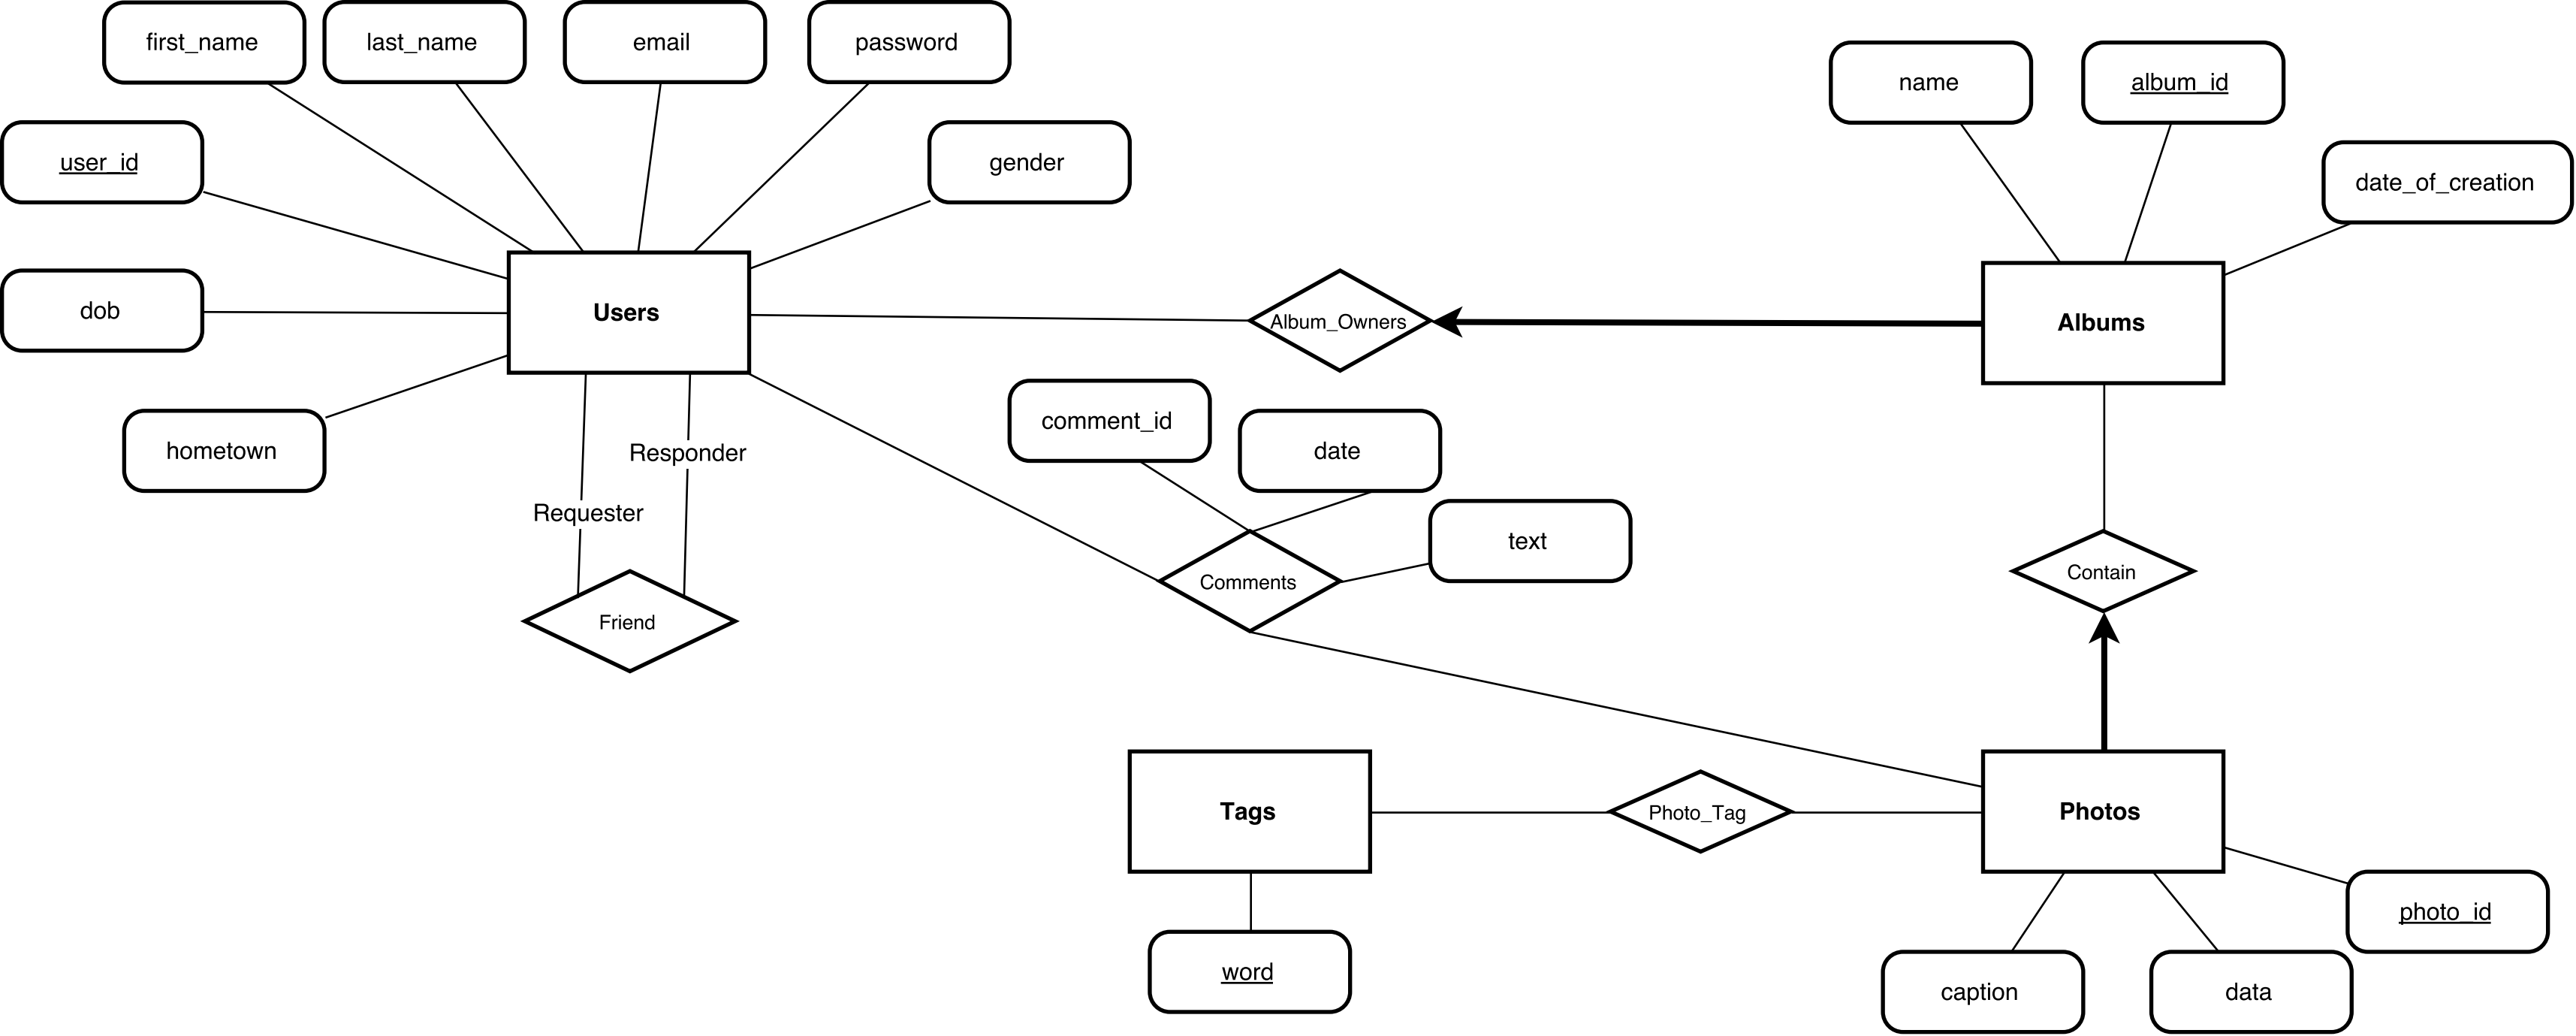 first_name
last_name
email
password
name
album_id
user_id
gender
date_of_creation
dob
Users
Album_Owners
Albums
comment_id
date
hometown
Responder
Requester
text
Comments
Contain
Friend
Tags
Photo_Tag
Photos
photo_id
word
caption
data